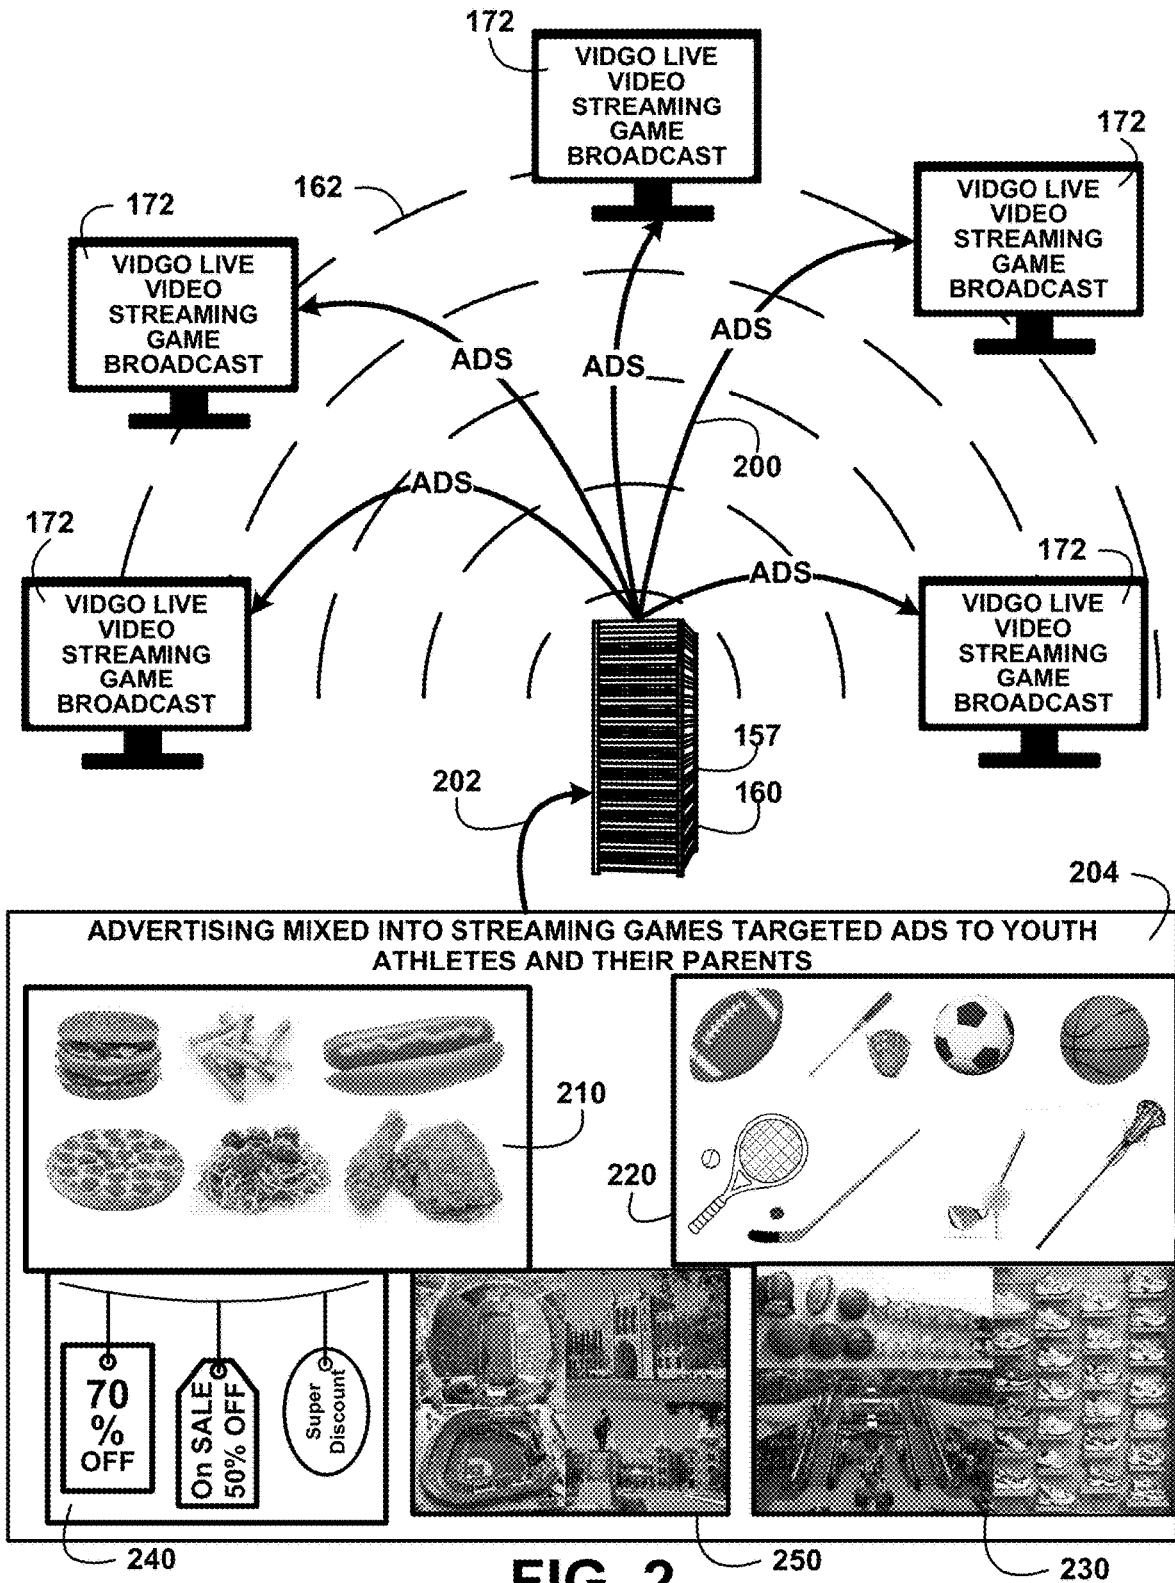 172
VIDGO LIVE
VIDEO
STREAMING
GAME
BROADCAST
172
VIDGO LIVE
VIDEO
STREAMING
GAME
BROADCAST
162
172
VIDGO LIVE
VIDEO
STREAMING
GAME
BROADCAST
ADS
ADS
ADS
200
ADS
172
VIDGO LIVE
VIDEO
STREAMING
GAME
BROADCAST
172
ADS
VIDGO LIVE
VIDEO
STREAMING
GAME
BROADCAST
157
202
160
204
ADVERTISING MIXED INTO STREAMING GAMES TARGETED ADS TO YOUTH
ATHLETES AND THEIR PARENTS
210
220
70
%
OFF
On SALE
50% OFF
Super
Discount
240
250
230
FIG. 2